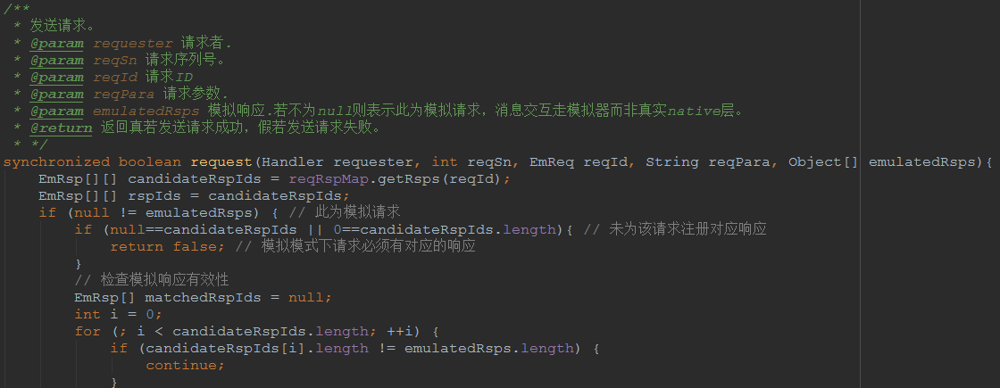 /**
 * 发送请求。
 * @param requester 请求者.
 * @param reqSn 请求序列号。
 * @param reqId 请求ID
 * @param reqPara 请求参数.
 * @param emulatedRsps 模拟响应.若不为null则表示此为模拟请求，消息交互走模拟器而非真实native层。
 * @return 返回真若发送请求成功，假若发送请求失败。
 * */
synchronized boolean request(Handler requester, int reqSn, EmReq reqId, String reqPara, Object[] emulatedRsps){
    EmRsp[][] candidateRspIds = reqRspMap.getRsps(reqId);
    EmRsp[][] rspIds = candidateRspIds;
    if (null != emulatedRsps) { // 此为模拟请求
        if (null==candidateRspIds || 0==candidateRspIds.length){ // 未为该请求注册对应响应
            return false; // 模拟模式下请求必须有对应的响应
        }
        // 检查模拟响应有效性
        EmRsp[] matchedRspIds = null;
        int i = 0;
        for (; i < candidateRspIds.length; ++i) {
            if (candidateRspIds[i].length != emulatedRsps.length) {
                continue;
            }